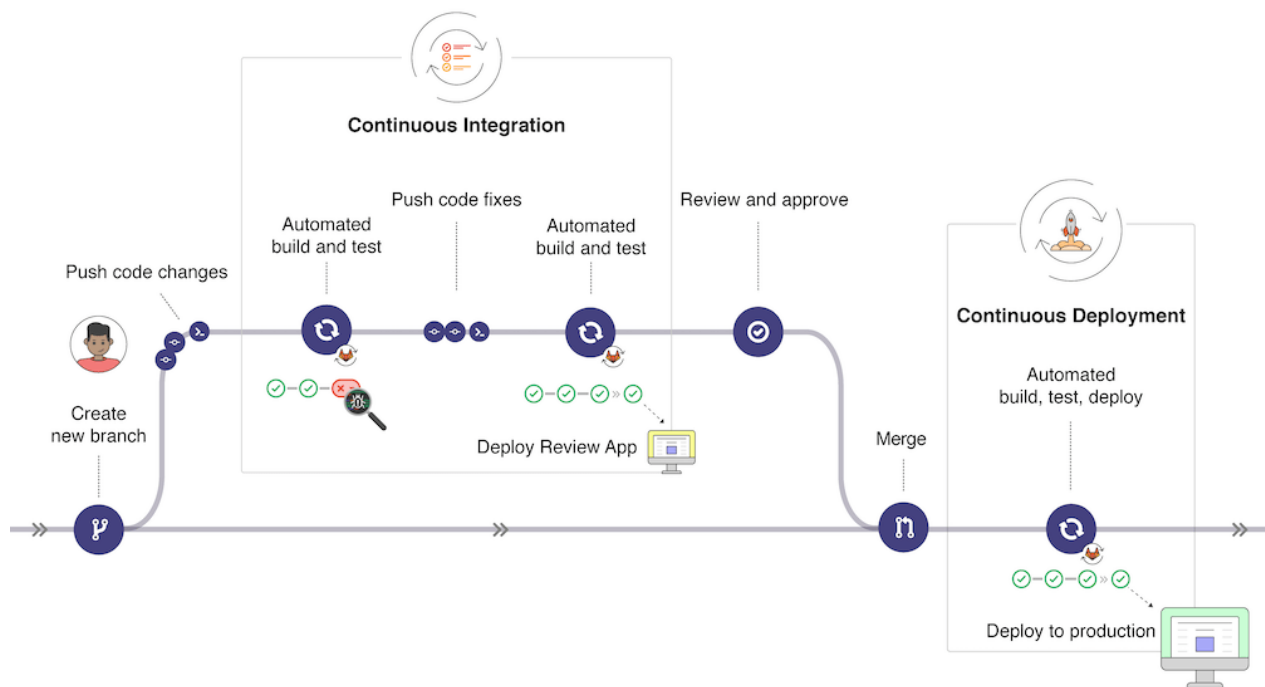 Continuous Integration
Push code fixes
Review and approve
Automated
build and test
Automated
build and test
Push code changes
Continuous Deployment
Automated
build, test, deploy
Create
new branch
Merge
Deploy Review App
Deploy to production